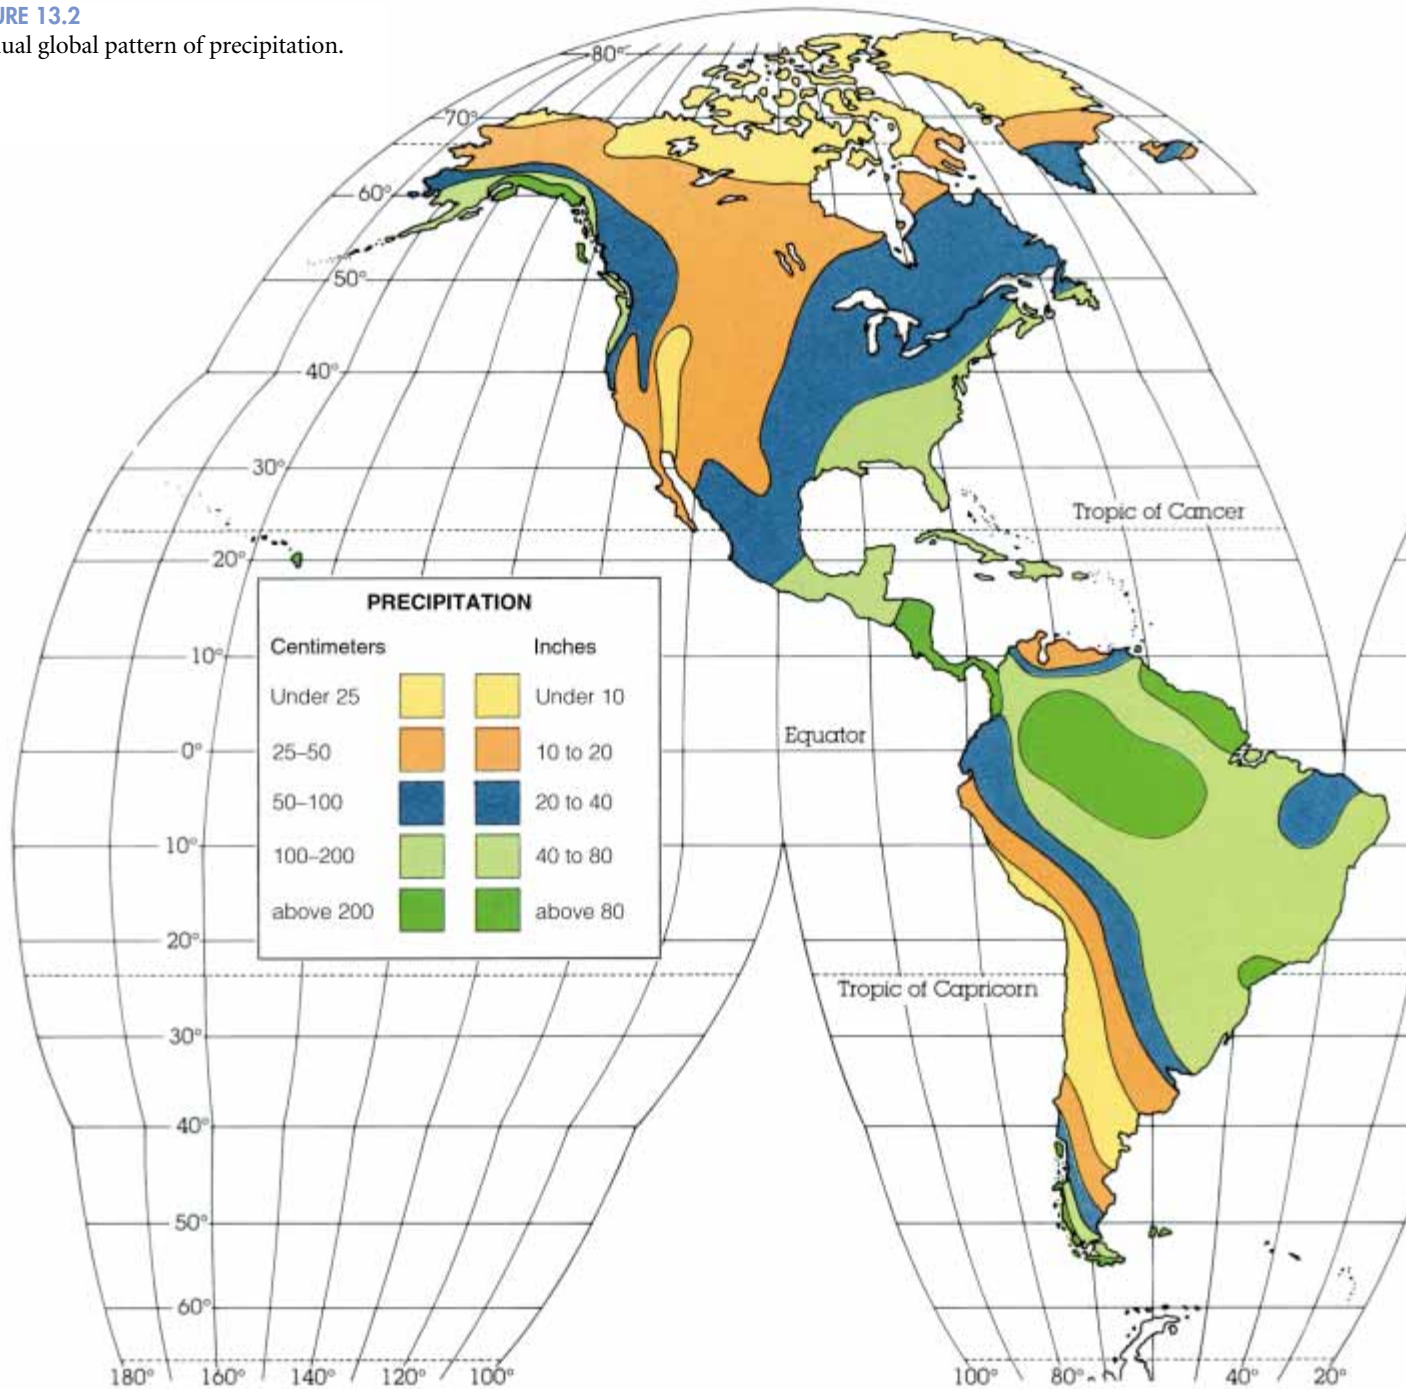 URE 13.2
ual global pattern of precipitation.
80°
70°
60°
50°
40°
30°
Tropic of Cancer
20°
PRECIPITATION
Centimeters Inches
10°
Under 25 Under 10
Equator
0°
25–50 10 to 20
50–100 20 to 40
10°
100–200 40 to 80
above 200 above 80
20°
Tropic of Capricorn
30°
40°
50°
60°
180° 160° 140° 120° 100° 100° 80° 40° 20°